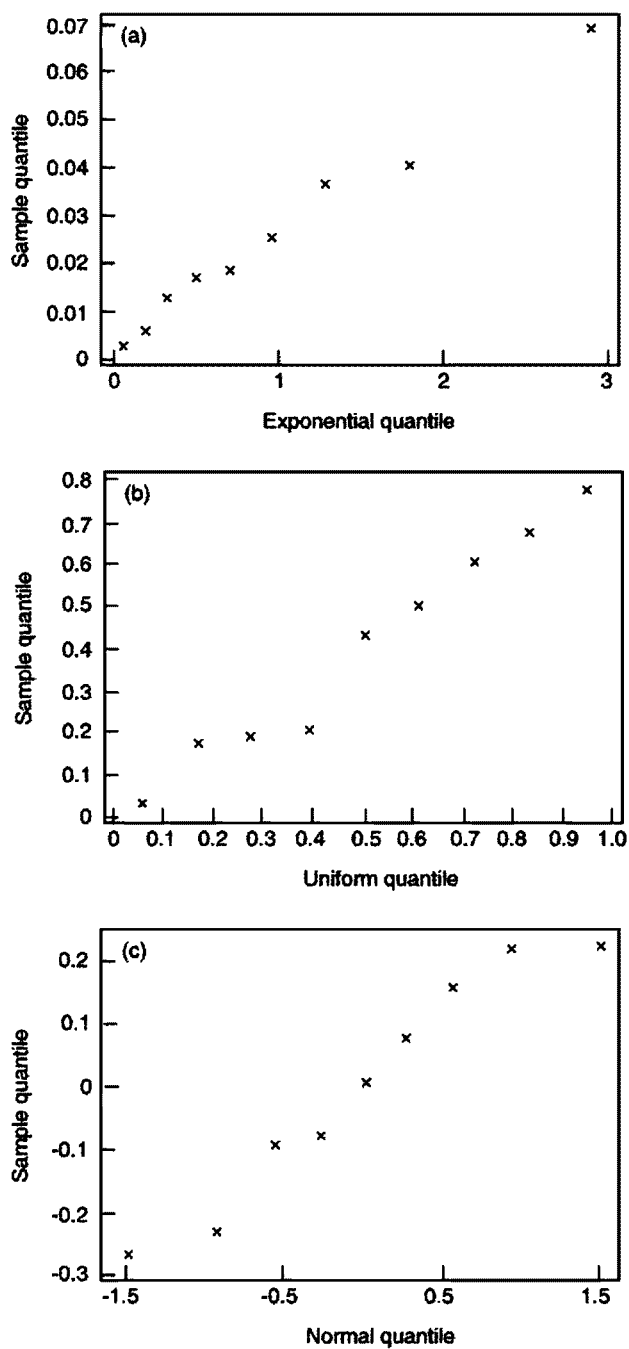 (a)
0.07
0.06
0.05
0.04
0.03
0.02
0.01
0
Sample quantile
0 1 2 3
Exponential quantile
(b)
0.8
0.7
0.6
0.5
0.4
0.3
0.2
0.1
0
Sample quantile
0 0.1 0.2 0.3 0.4 0.5 0.6 0.7 0.8 0.9 1.0
Uniform quantile
(c)
0.2
0.1
0
-0.1
-0.2
-0.3
Sample quantile
-1.5 -0.5 0.5 1.5
Normal quantile